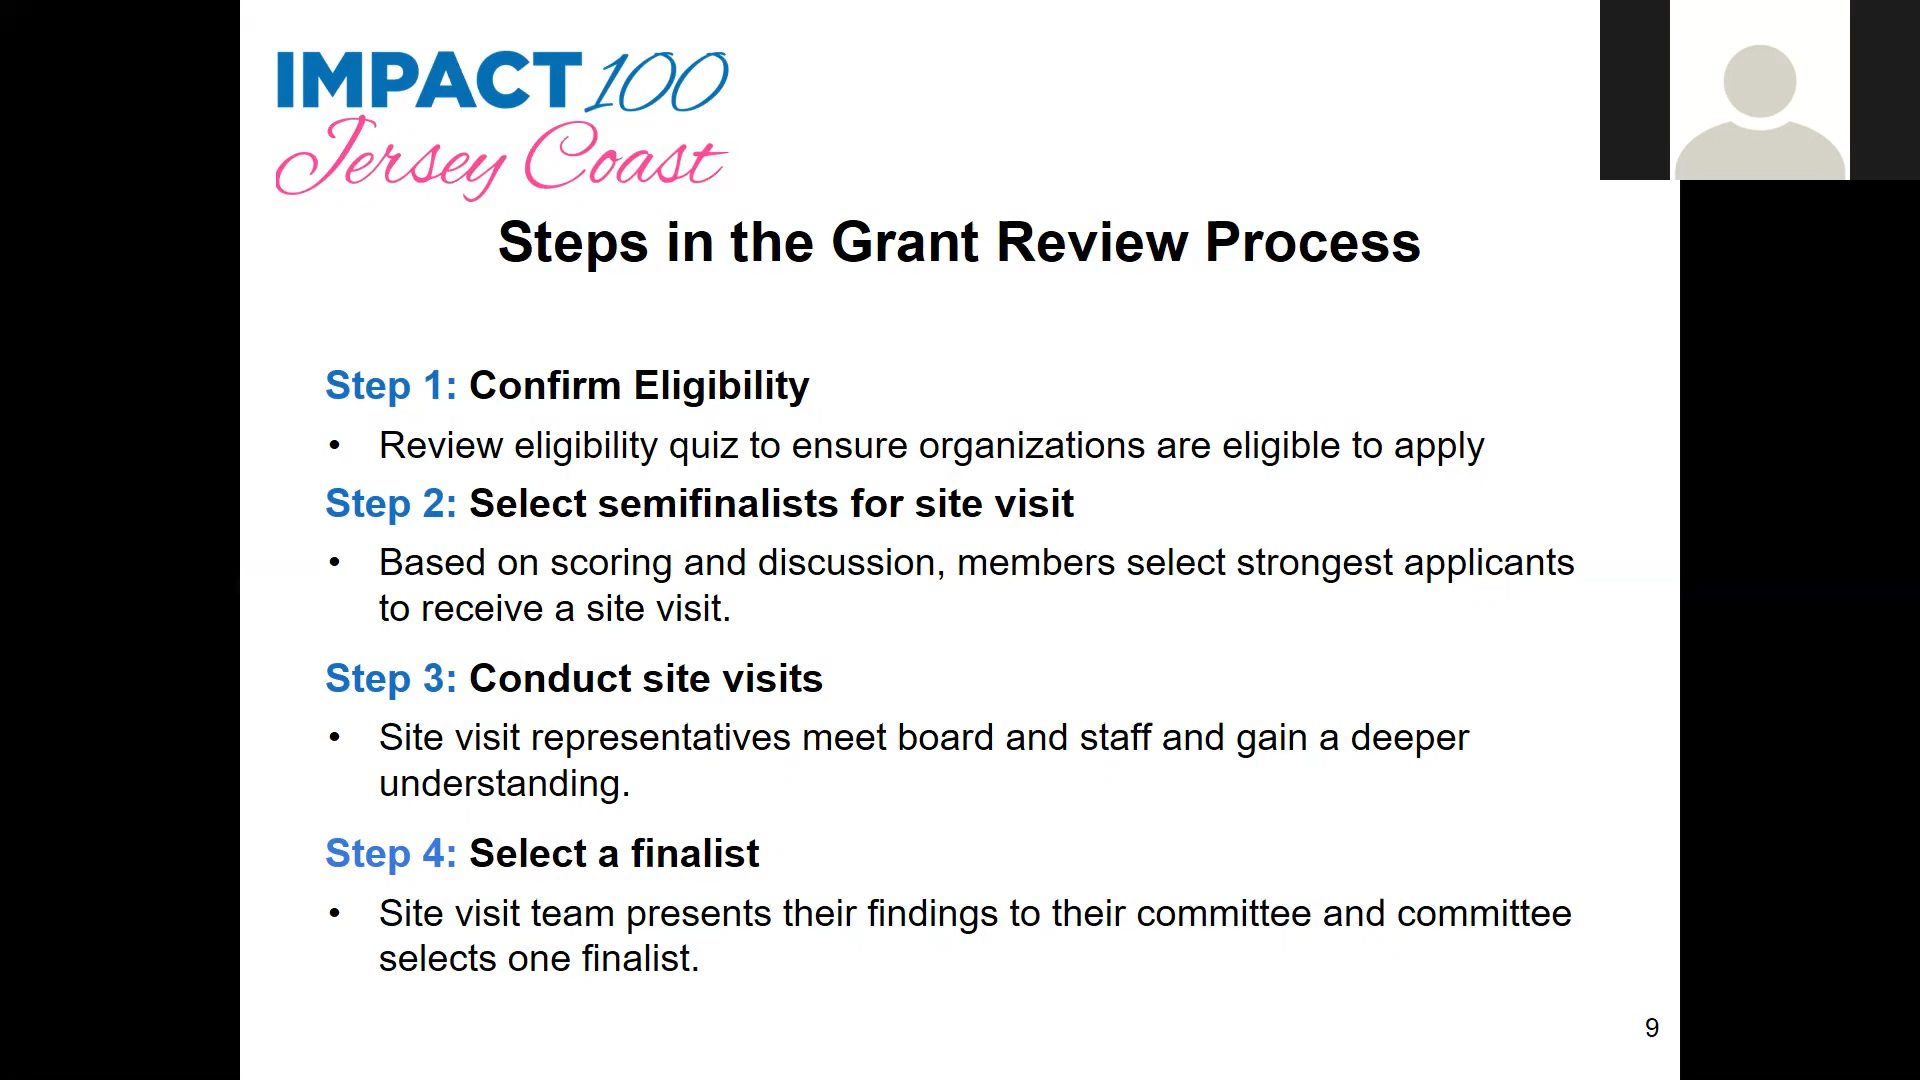 IMPACT 100
Jersey Coast
Steps in the Grant Review Process
Step 1: Confirm Eligibility
• Review eligibility quiz to ensure organizations are eligible to apply
Step 2: Select semifinalists for site visit
• Based on scoring and discussion, members select strongest applicants
to receive a site visit.
Step 3: Conduct site visits
• Site visit representatives meet board and staff and gain a deeper
understanding.
Step 4: Select a finalist
• Site visit team presents their findings to their committee and committee
selects one finalist.
9